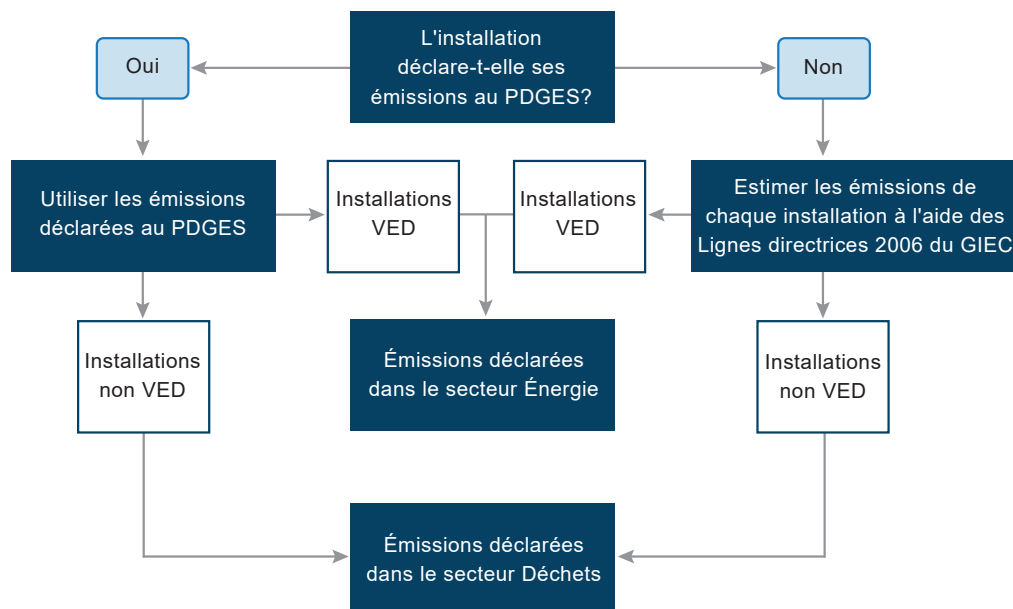 L'installation
déclare-t-elle ses
émissions au PDGES?
Oui
Non
Utiliser les émissions
déclarées au PDGES
Installations
VED
Installations
VED
Estimer les émissions de
chaque installation à l'aide des
Lignes directrices 2006 du GIEC
Installations
non VED
Émissions déclarées
dans le secteur Énergie
Installations
non VED
Émissions déclarées
dans le secteur Déchets